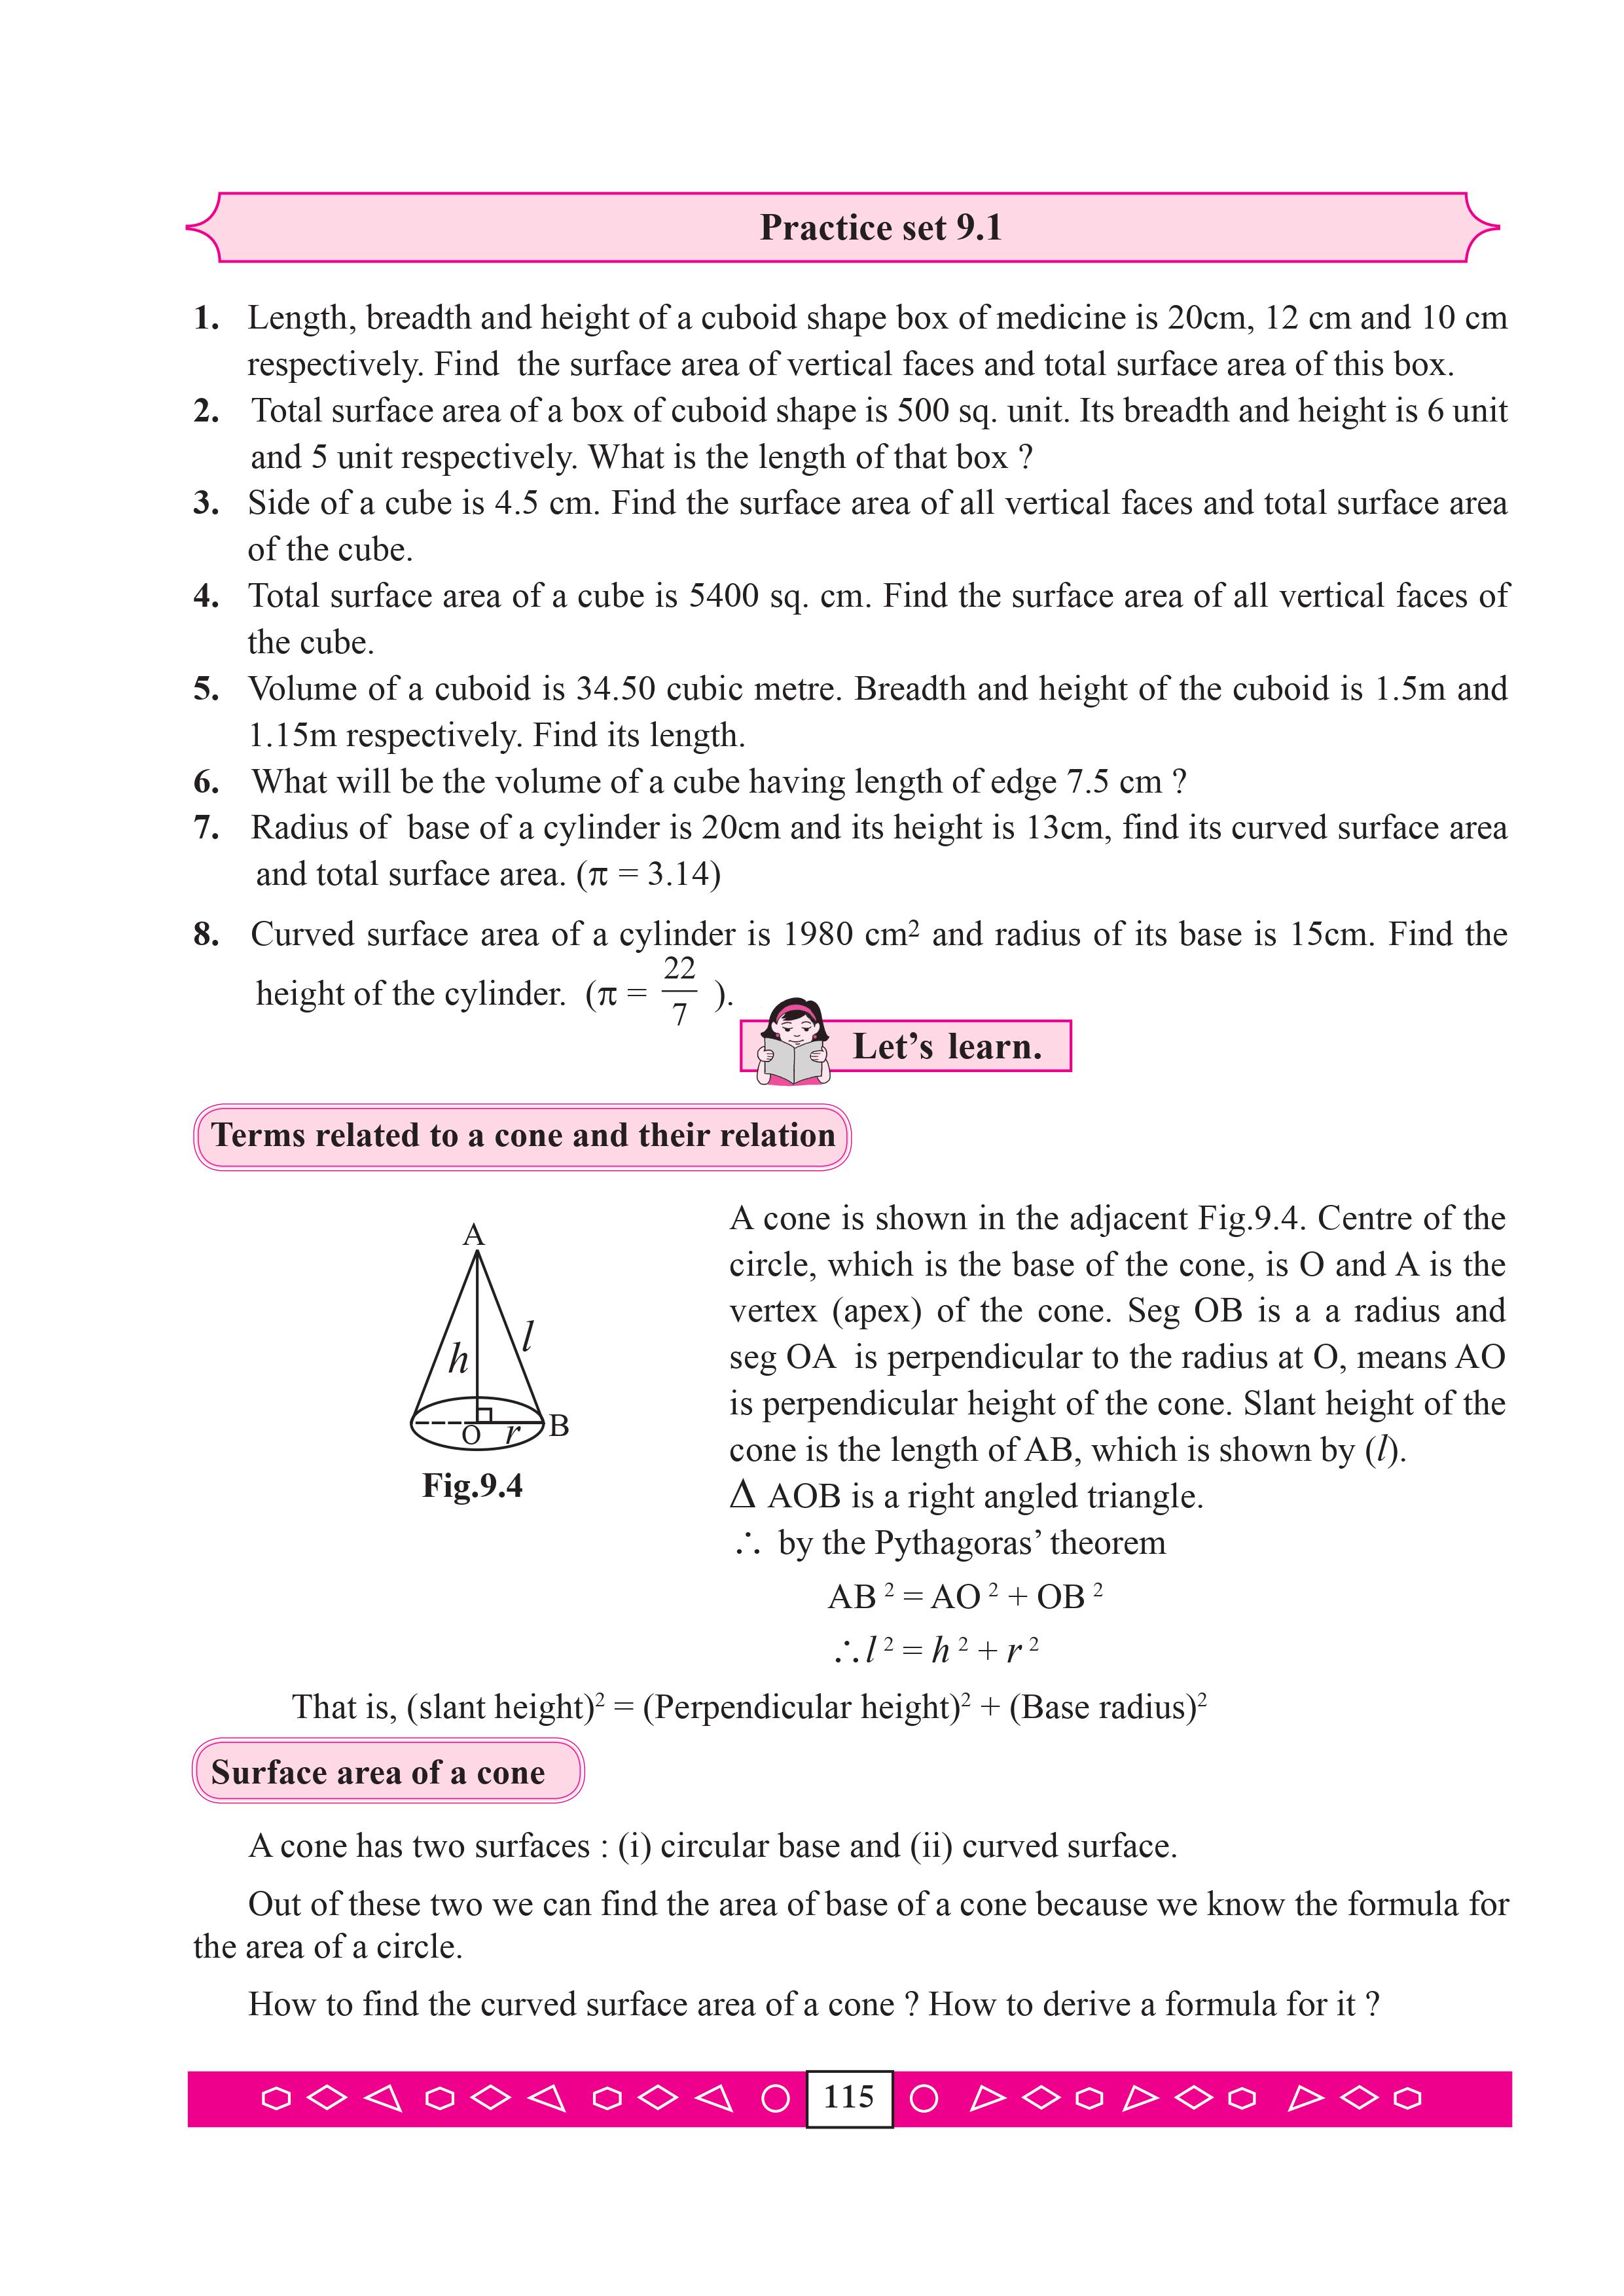 Practice set 9.1
1. Length, breadth and height of a cuboid shape box of medicine is 20cm, 12 cm and 10 cm
respectively. Find the surface area of vertical faces and total surface area of this box.
2. Total surface area of a box of cuboid shape is 500 sq. unit. Its breadth and height is 6 unit
and 5 unit respectively. What is the length of that box ?
3. Side of a cube is 4.5 cm. Find the surface area of all vertical faces and total surface area
of the cube.
4. Total surface area of a cube is 5400 sq. cm. Find the surface area of all vertical faces of
the cube.
5. Volume of a cuboid is 34.50 cubic metre. Breadth and height of the cuboid is 1.5m and
1.15m respectively. Find its length.
6. What will be the volume of a cube having length of edge 7.5 cm ?
7. Radius of base of a cylinder is 20cm and its height is 13cm, find its curved surface area
and total surface area. (π = 3.14)
8. Curved surface area of a cylinder is 1980 cm² and radius of its base is 15cm. Find the
height of the cylinder. (π = 22/7 ).
Let's learn.
Terms related to a cone and their relation
A
h
l
O
r
B
Fig.9.4
A cone is shown in the adjacent Fig.9.4. Centre of the
circle, which is the base of the cone, is O and A is the
vertex (apex) of the cone. Seg OB is a a radius and
seg OA is perpendicular to the radius at O, means AO
is perpendicular height of the cone. Slant height of the
cone is the length of AB, which is shown by (l).
Δ AOB is a right angled triangle.
∴ by the Pythagoras' theorem
AB ² = AO ² + OB ²
∴ l ² = h ² + r ²
That is, (slant height)² = (Perpendicular height)² + (Base radius)²
Surface area of a cone
A cone has two surfaces : (i) circular base and (ii) curved surface.
Out of these two we can find the area of base of a cone because we know the formula for
the area of a circle.
How to find the curved surface area of a cone ? How to derive a formula for it ?
115